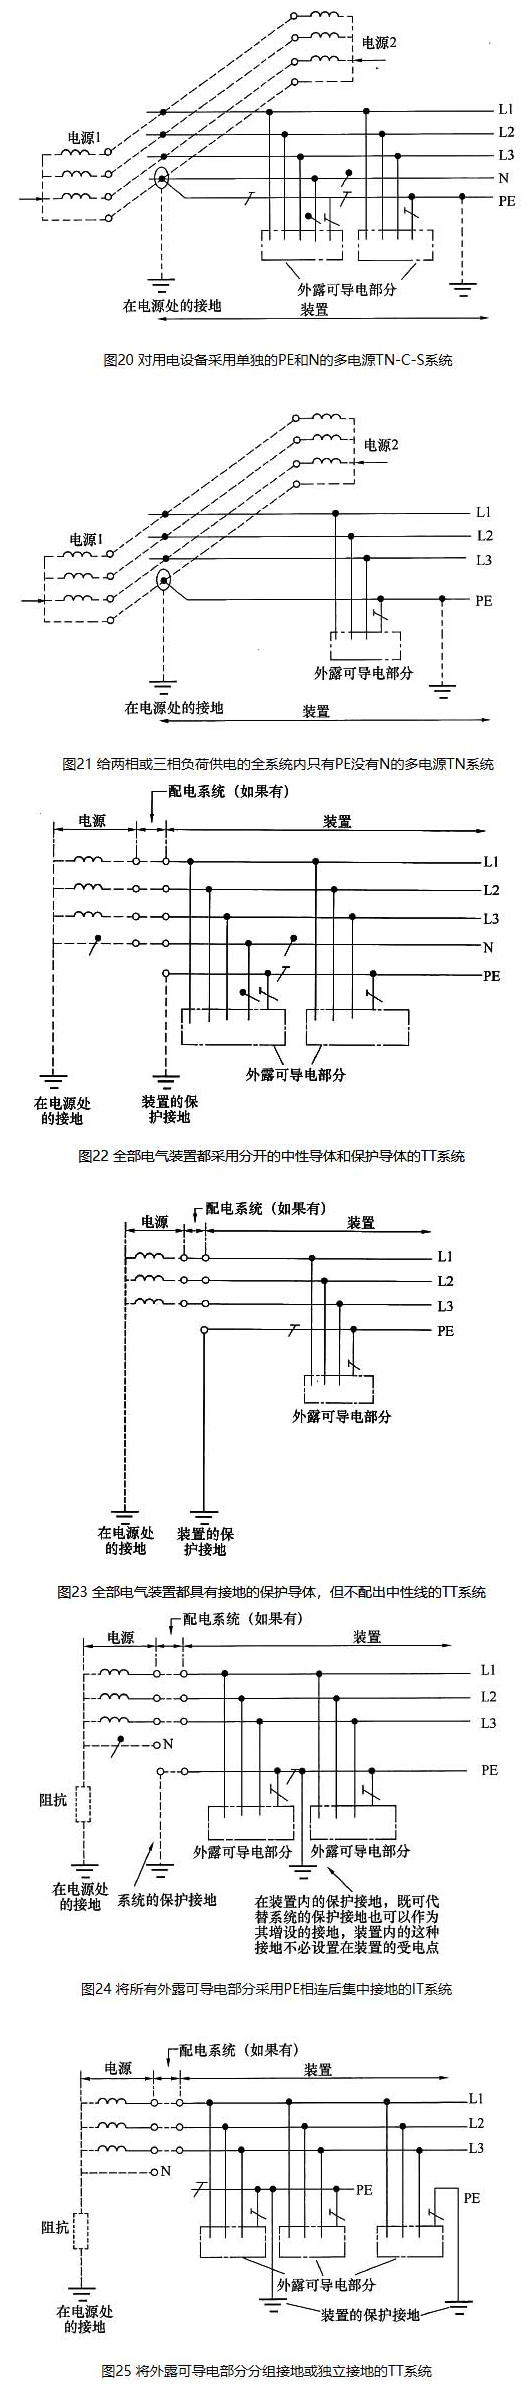 电源2
电源1
L1
L2
L3
N
PE
外露可导电部分
在电源处的接地
装置
图20 对用电设备采用单独的PE和N的多电源TN-C-S系统
电源2
电源1
L1
L2
L3
PE
外露可导电部分
在电源处的接地
装置
图21 给两相或三相负荷供电的全系统内只有PE没有N的多电源TN系统
配电系统（如果有）
电源
装置
L1
L2
L3
N
PE
外露可导电部分
在电源处
的接地
装置的保
护接地
图22 全部电气装置都采用分开的中性导体和保护导体的TT系统
配电系统（如果有）
电源
装置
L1
L2
L3
PE
外露可导电部分
在电源处
的接地
装置的保
护接地
图23 全部电气装置都具有接地的保护导体，但不配出中性线的TT系统
配电系统（如果有）
电源
装置
L1
L2
L3
N
PE
阻抗
外露可导电部分
外露可导电部分
在电源处
的接地
系统的保护接地
在装置内的保护接地，既可代
替系统的保护接地也可以作为
其增设的接地，装置内的这种
接地不必设置在装置的受电点
图24 将所有外露可导电部分采用PE相连后集中接地的IT系统
配电系统（如果有）
电源
装置
L1
L2
L3
N
PE
PE
阻抗
外露可导电部分
在电源处
的接地
装置的保护接地
图25 将外露可导电部分分组接地或独立接地的TT系统